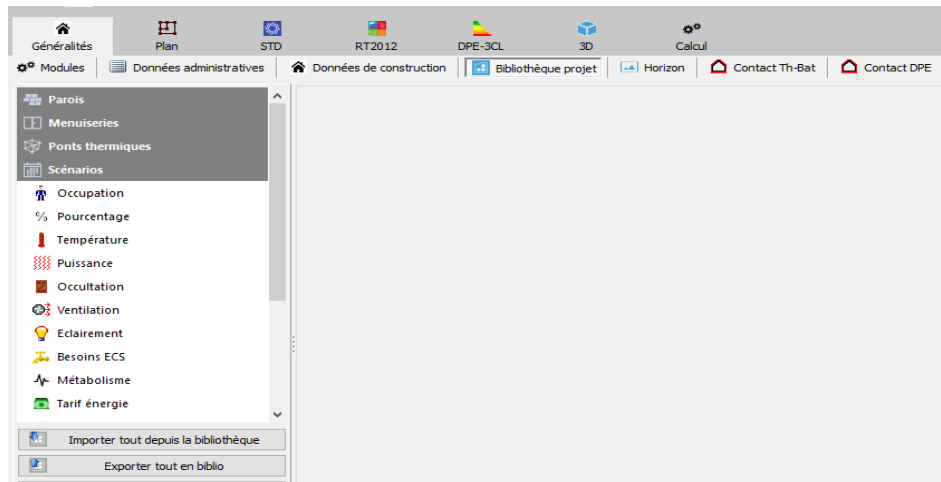 Généralités Plan STD RT2012 DPE-3CL 3D Calcul
Modules Données administratives Données de construction Bibliothèque projet Horizon Contact Th-Bat Contact DPE
Parois
Menuiseries
Ponts thermiques
Scénarios
Occupation
% Pourcentage
Température
Puissance
Occultation
Ventilation
Eclairement
Besoins ECS
Métabolisme
Tarif énergie
Importer tout depuis la bibliothèque
Exporter tout en biblio